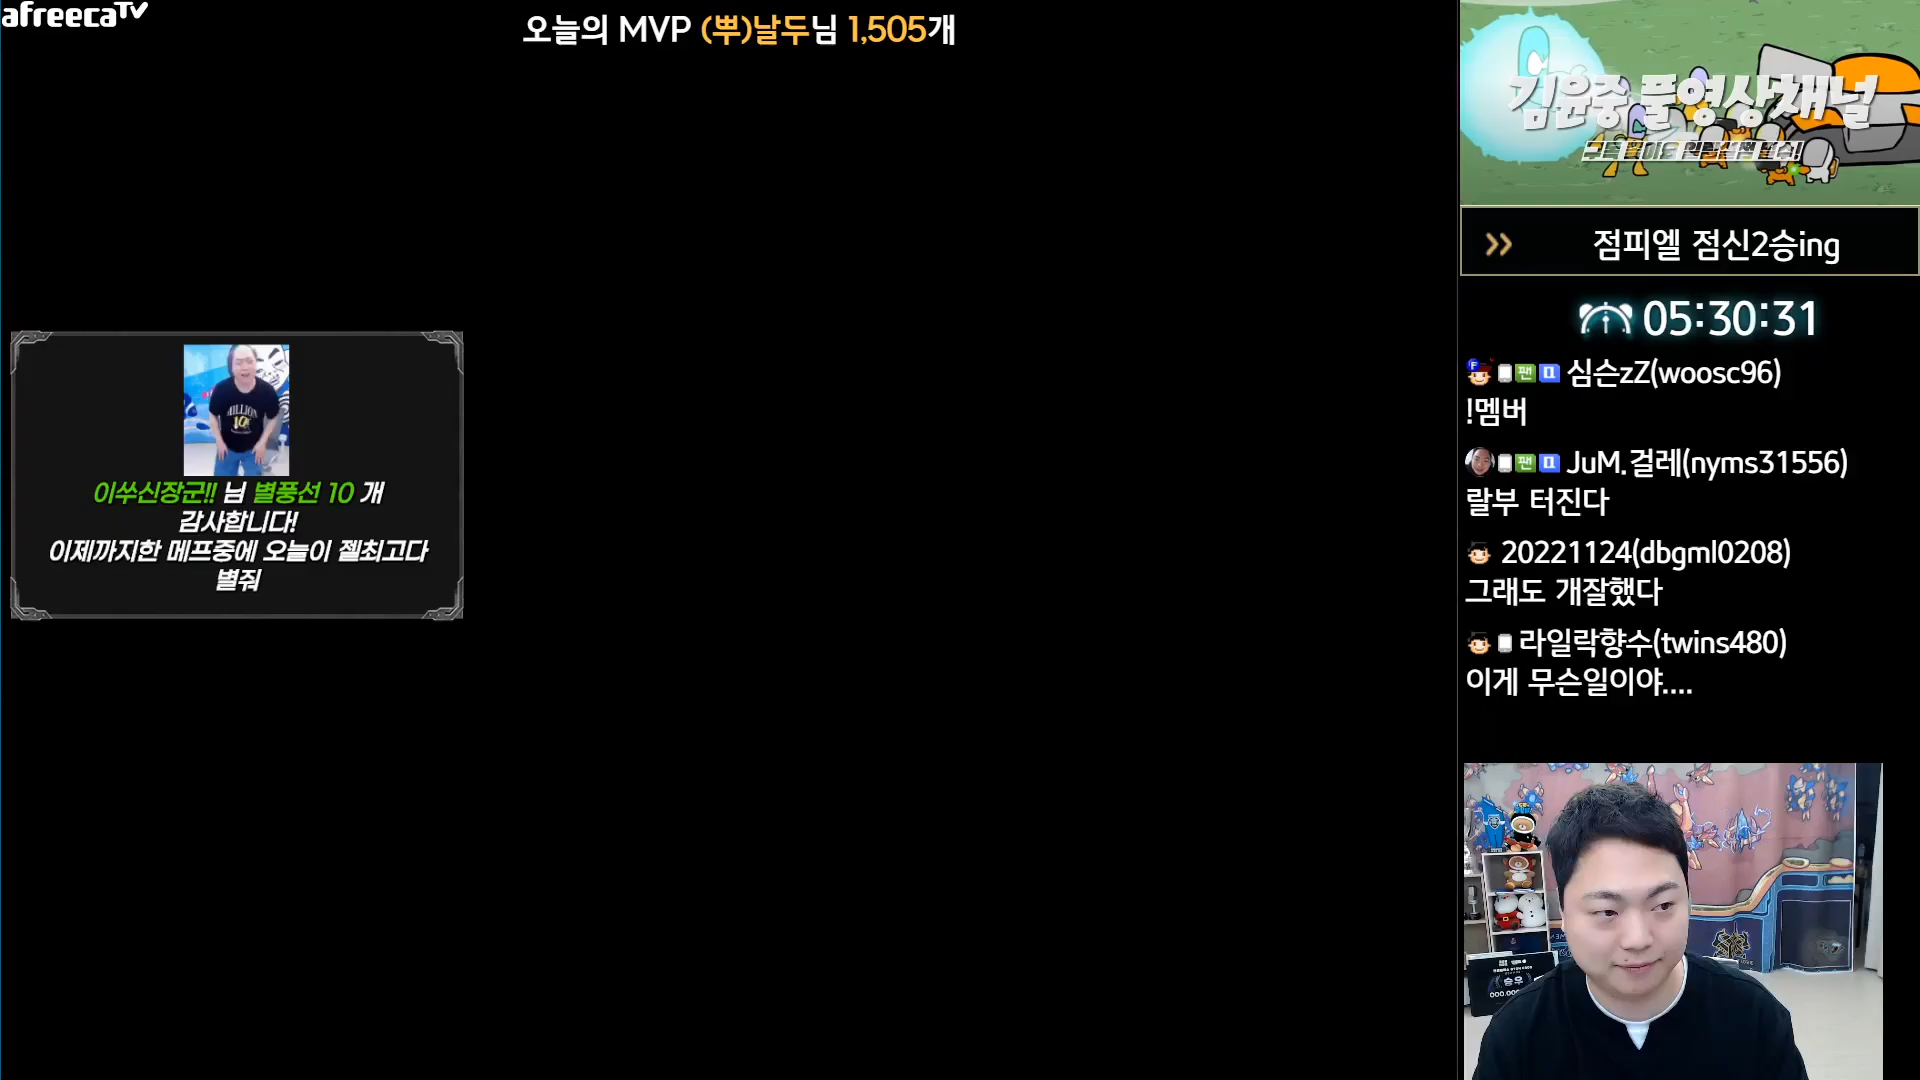 afreecaTV
오늘의 MVP (뿌)날두님 1,505개
김윤중 풀영상채널
점피엘 점신2승ing
05:30:31
심슨zZ(woosc96)
!멤버
JuM.걸레(nyms31556)
랄부 터진다
20221124(dbgml0208)
그래도 개잘했다
라일락향수(twins480)
이게 무슨일이야....
이쑤신장군!! 님 별풍선 10 개
감사합니다!
이제까지한 메프중에 오늘이 젤최고다
별줘
MILLION
10
승우